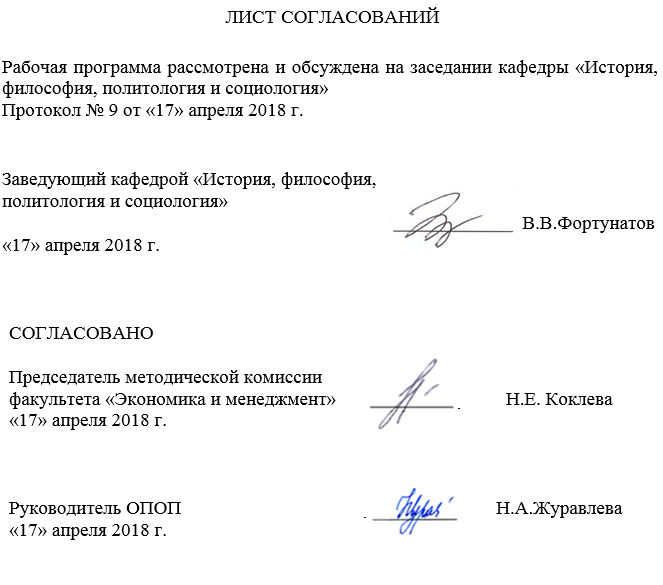 ЛИСТ СОГЛАСОВАНИЙ
Рабочая программа рассмотрена и обсуждена на заседании кафедры «История,
философия, политология и социология»
Протокол № 9 от «17» апреля 2018 г.
Заведующий кафедрой «История, философия,
политология и социология»
В.В.Фортунатов
«17» апреля 2018 г.
СОГЛАСОВАНО
Председатель методической комиссии
факультета «Экономика и менеджмент» Н.Е. Коклева
«17» апреля 2018 г.
Руководитель ОПОП Н.А.Журавлева
«17» апреля 2018 г.